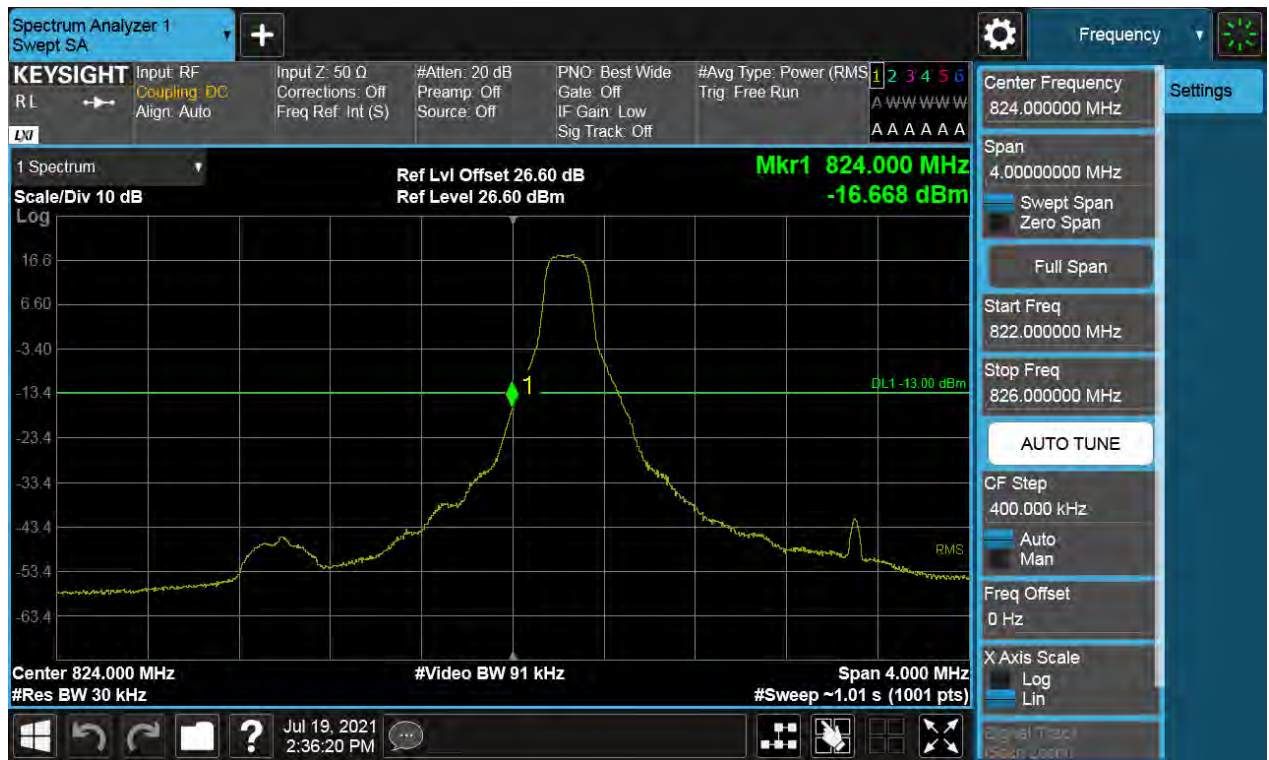 Spectrum Analyzer 1
Swept SA
+
Frequency
KEYSIGHT
RL
LXI
Input: RF
Coupling: DC
Align: Auto
Input Z: 50 Ω
Corrections: Off
Freq Ref: Int (S)
#Atten: 20 dB
Preamp: Off
Source: Off
PNO: Best Wide
Gate: Off
IF Gain: Low
Sig Track: Off
#Avg Type: Power (RMS
Trig: Free Run
1 2 3 4 5 6
A W W W W W
A A A A A A
1 Spectrum
Scale/Div 10 dB
Log
Ref Lvl Offset 26.60 dB
Ref Level 26.60 dBm
Mkr1 824.000 MHz
-16.668 dBm
16.6
6.60
-3.40
-13.4
-23.4
-33.4
-43.4
-53.4
-63.4
1
DL1 -13.00 dBm
RMS
Center 824.000 MHz
#Video BW 91 kHz
Span 4.000 MHz
#Res BW 30 kHz
#Sweep ~1.01 s (1001 pts)
Center Frequency
824.000000 MHz
Settings
Span
4.00000000 MHz
Swept Span
Zero Span
Full Span
Start Freq
822.000000 MHz
Stop Freq
826.000000 MHz
AUTO TUNE
CF Step
400.000 kHz
Auto
Man
Freq Offset
0 Hz
X Axis Scale
Log
Lin
Signal Track
(Span Zoom)
?
Jul 19, 2021
2:36:20 PM